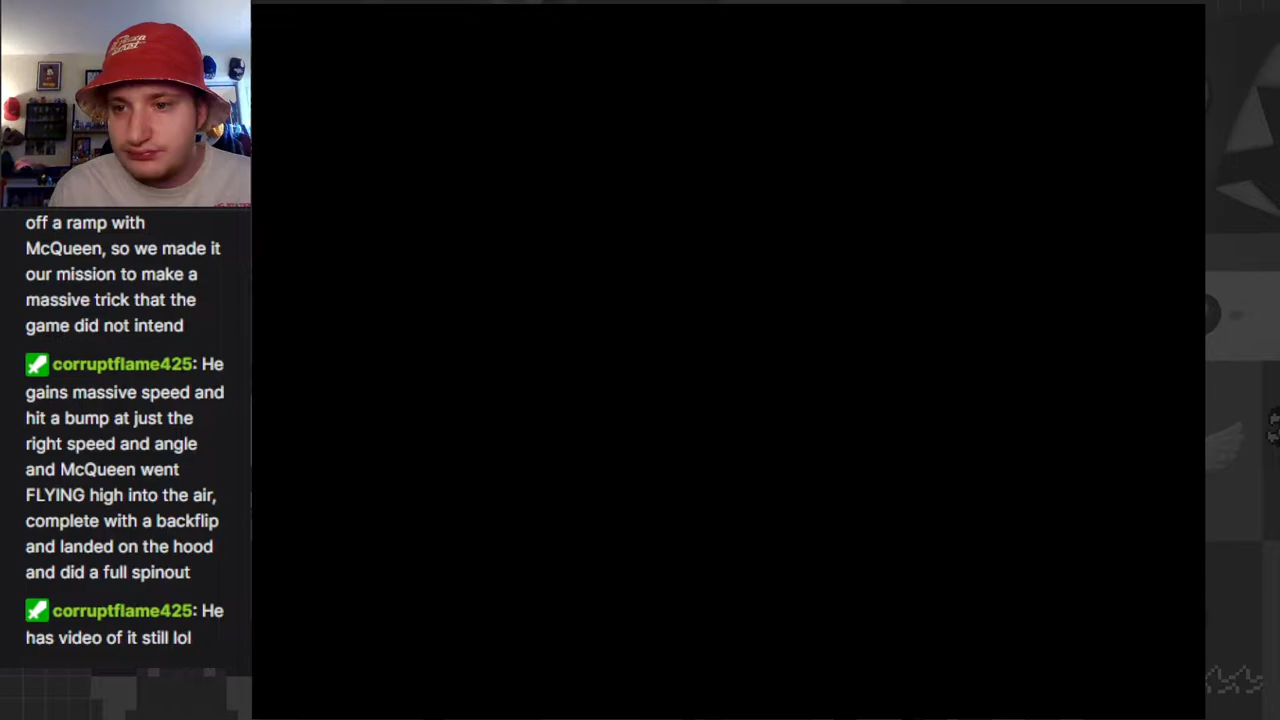 off a ramp with
McQueen, so we made it
our mission to make a
massive trick that the
game did not intend
corruptflame425: He
gains massive speed and
hit a bump at just the
right speed and angle
and McQueen went
FLYING high into the air,
complete with a backflip
and landed on the hood
and did a full spinout
corruptflame425: He
has video of it still lol